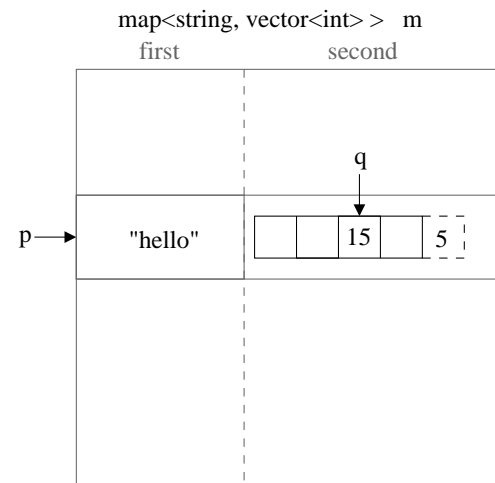 map<string, vector<int> > m
first second
q
p "hello" 15 5